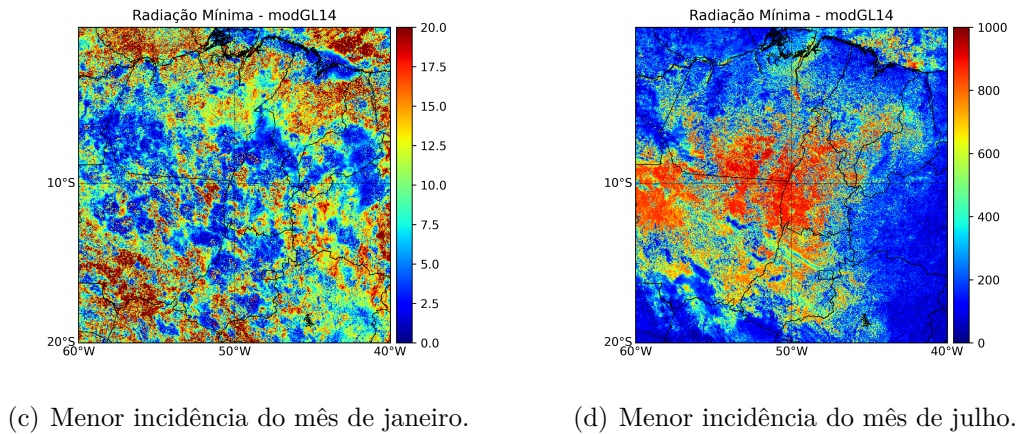 Radiação Mínima - modGL14
20.0
17.5
15.0
12.5
10.0
7.5
5.0
2.5
0.0
10°S
20°S
60°W
50°W
40°W
(c) Menor incidência do mês de janeiro.
Radiação Mínima - modGL14
1000
800
600
400
200
0
10°S
20°S
60°W
50°W
40°W
(d) Menor incidência do mês de julho.